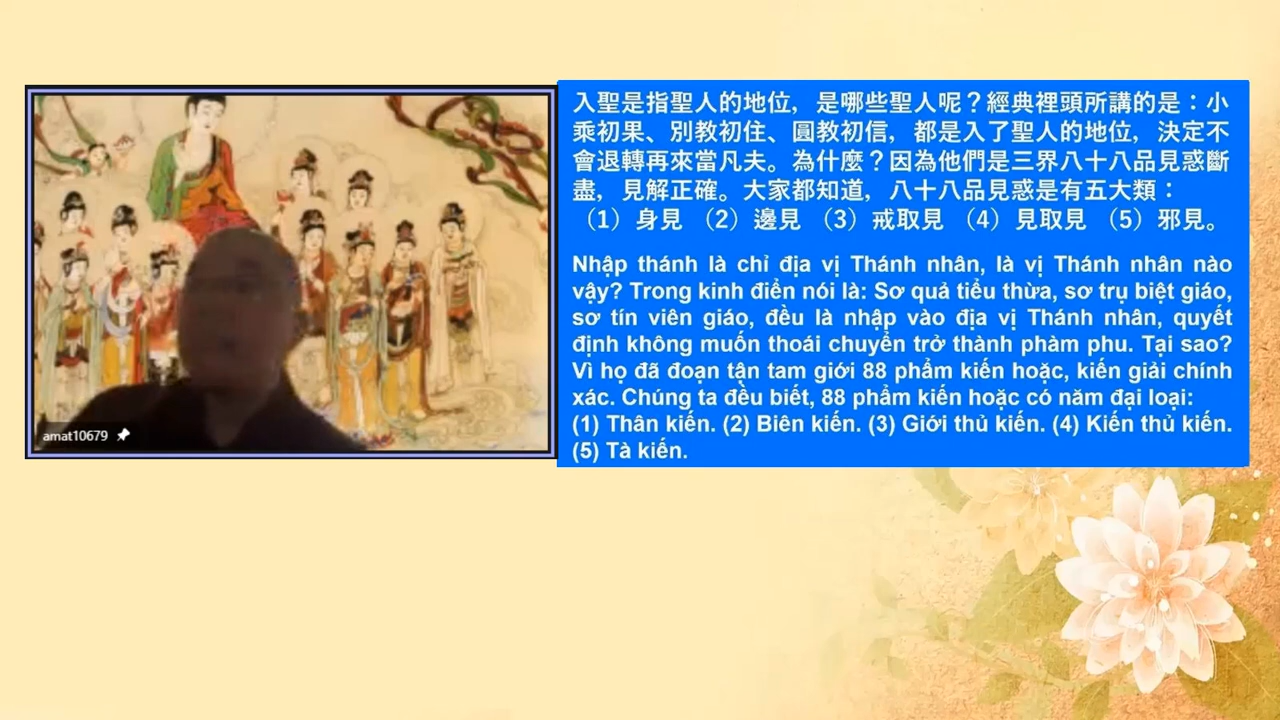 入聖是指聖人的地位，是哪些聖人呢？經典裡頭所講的是：小
乘初果、別教初住、圓教初信，都是入了聖人的地位，決定不
會退轉再來當凡夫。為什麼？因為他們是三界八十八品見惑斷
盡，見解正確。大家都知道，八十八品見惑是有五大類：
（1）身見 （2）邊見 （3）戒取見 （4）見取見 （5）邪見。
Nhập thánh là chỉ địa vị Thánh nhân, là vị Thánh nhân nào
vậy? Trong kinh điển nói là: Sơ quả tiểu thừa, sơ trụ biệt giáo,
sơ tín viên giáo, đều là nhập vào địa vị Thánh nhân, quyết
định không muốn thoái chuyển trở thành phàm phu. Tại sao?
Vì họ đã đoạn tận tam giới 88 phẩm kiến hoặc, kiến giải chính
xác. Chúng ta đều biết, 88 phẩm kiến hoặc có năm đại loại:
(1) Thân kiến. (2) Biên kiến. (3) Giới thủ kiến. (4) Kiến thủ kiến.
(5) Tà kiến.
amat10679